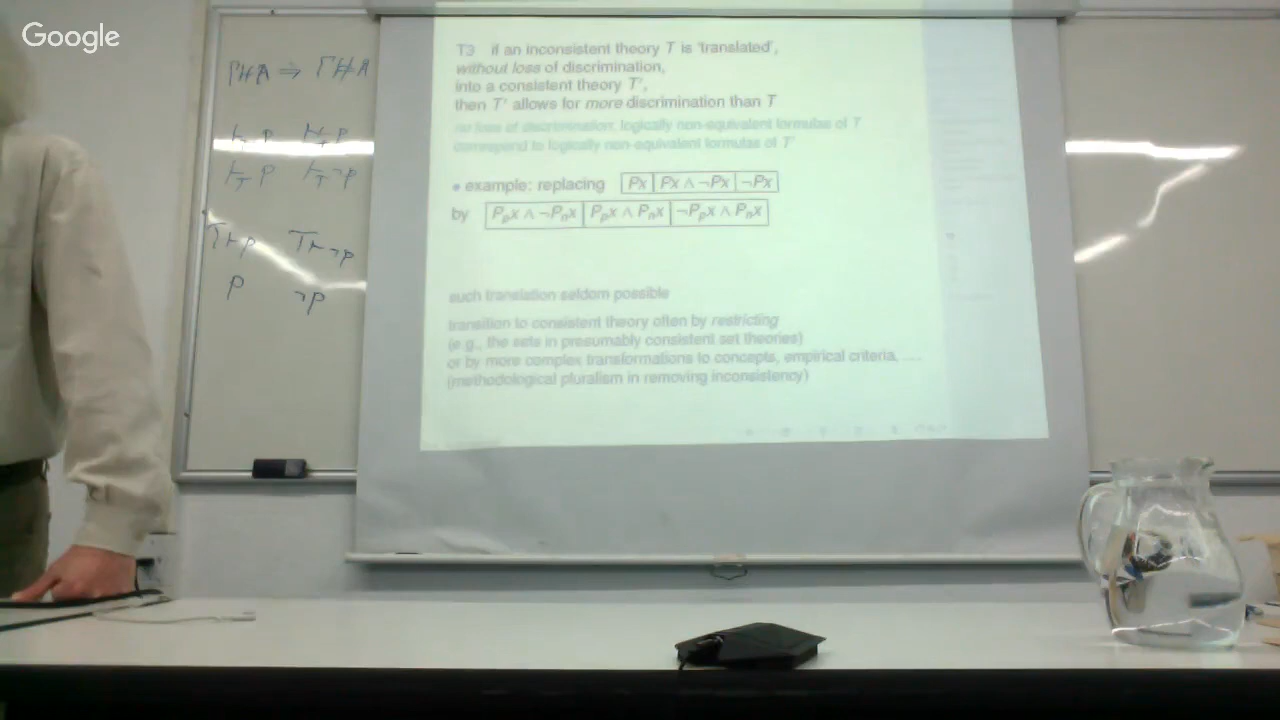 Google
T3 if an inconsistent theory T is 'translated',
without loss of discrimination,
into a consistent theory T',
then T' allows for more discrimination than T
no loss of discrimination: logically non-equivalent formulas of T
correspond to logically non-equivalent formulas of T'
• example: replacing Px Px ∧ ¬Px ¬Px
by Ppx ∧ ¬Pnx Ppx ∧ Pnx ¬Ppx ∧ Pnx
such translation seldom possible
transition to consistent theory often by restricting
(e.g., the sets in presumably consistent set theories)
or by more complex transformations to concepts, empirical criteria, ...
(methodological pluralism in removing inconsistency)
T⊢p T⊢¬p
p ¬p